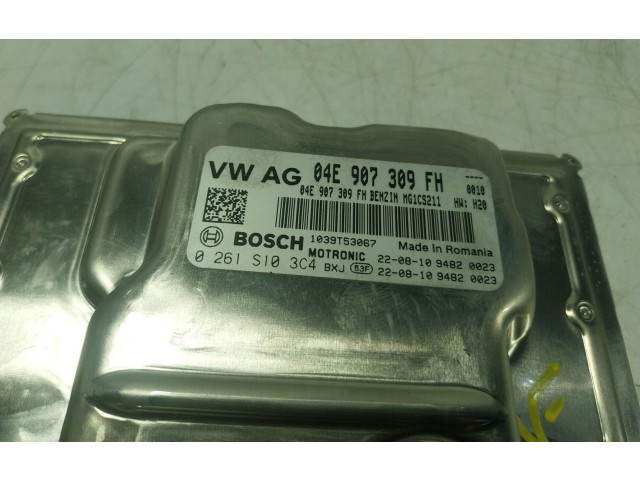 VW AG 04E 907 309 FH ----
04E 907 309 FH BENZIN MG1CS211 0010
HW: H20
BOSCH 1039T53067 Made in Romania
MOTRONIC 22-08-10 9482 0023
0 261 S10 3C4 BXJ 63F 22-08-10 9482 0023